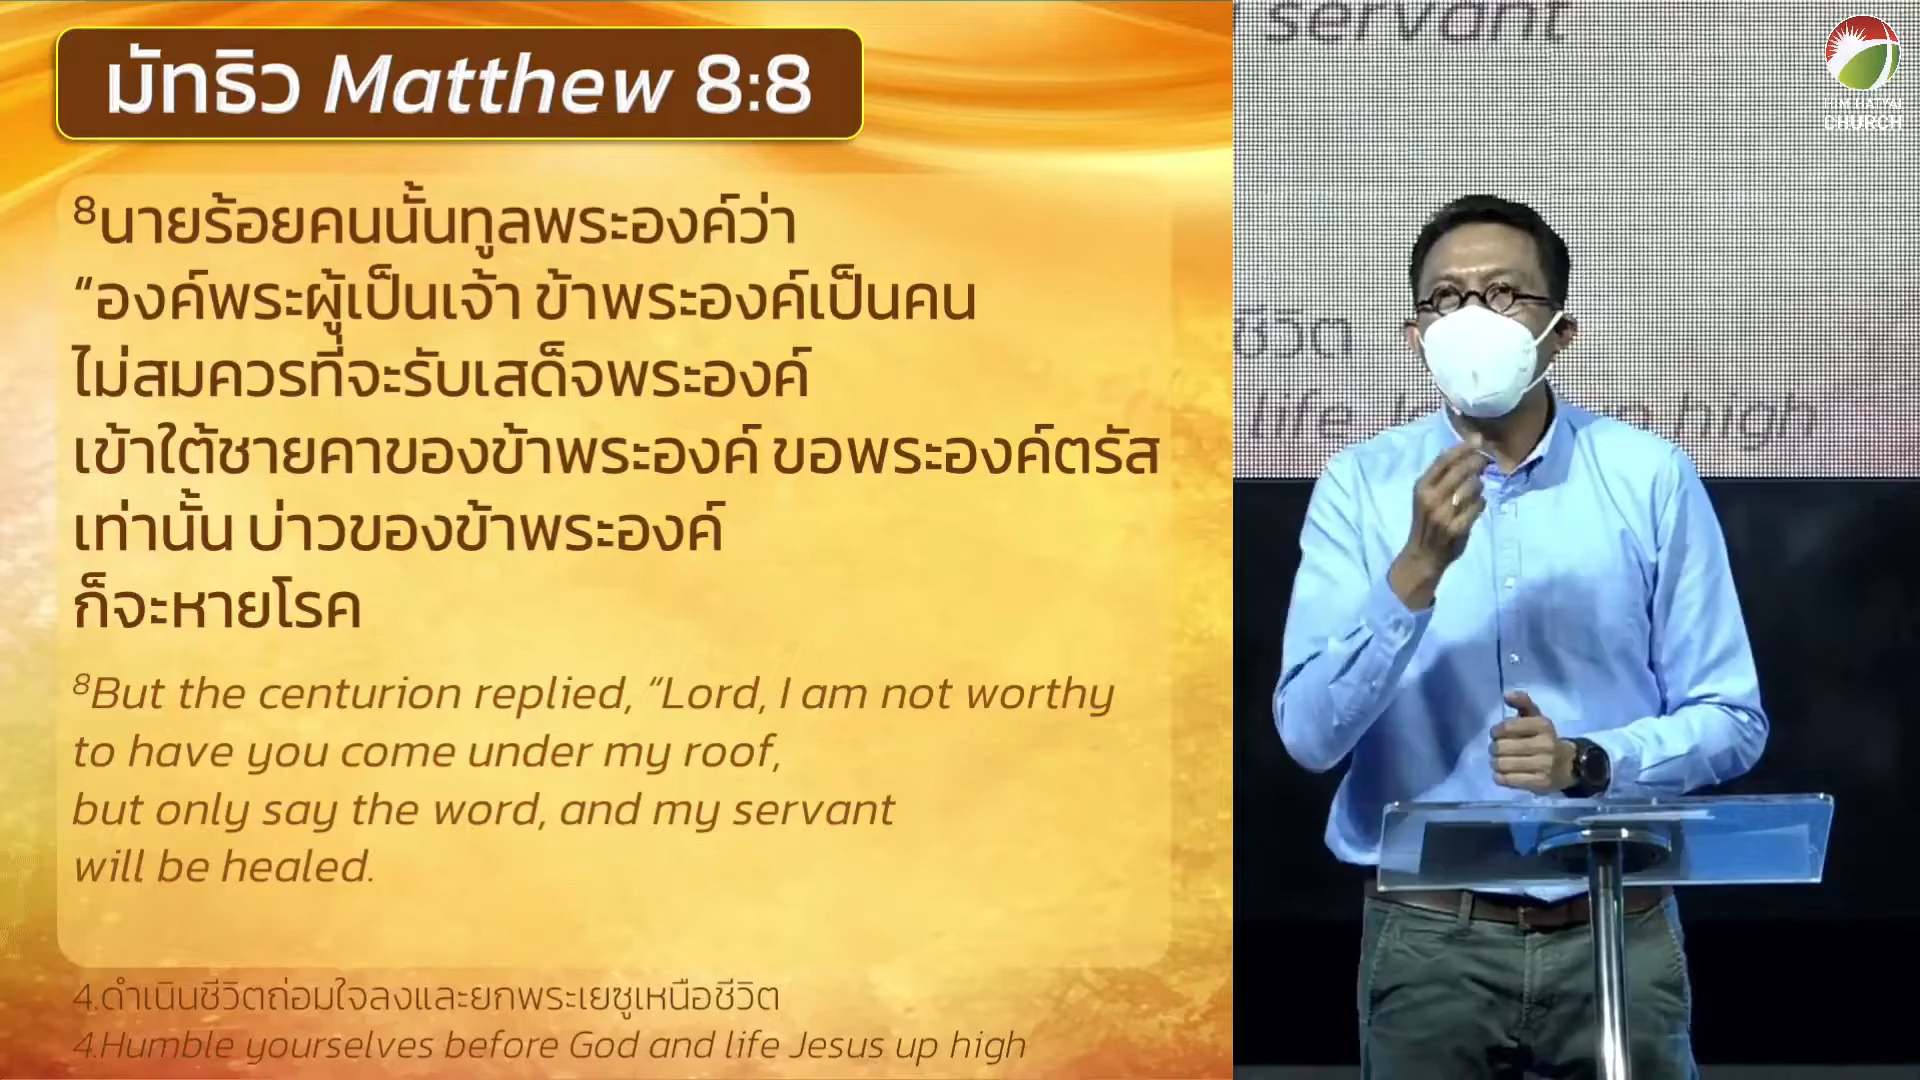 มัทธิว Matthew 8:8
8นายร้อยคนนั้นทูลพระองค์ว่า
“องค์พระผู้เป็นเจ้า ข้าพระองค์เป็นคน
ไม่สมควรที่จะรับเสด็จพระองค์
เข้าใต้ชายคาของข้าพระองค์ ขอพระองค์ตรัส
เท่านั้น บ่าวของข้าพระองค์
ก็จะหายโรค
8But the centurion replied, “Lord, I am not worthy
to have you come under my roof,
but only say the word, and my servant
will be healed.
4.ดำเนินชีวิตถ่อมใจลงและยกพระเยซูเหนือชีวิต
4.Humble yourselves before God and life Jesus up high
servant
ชีวิต
life
high
HIM HATYAI
CHURCH